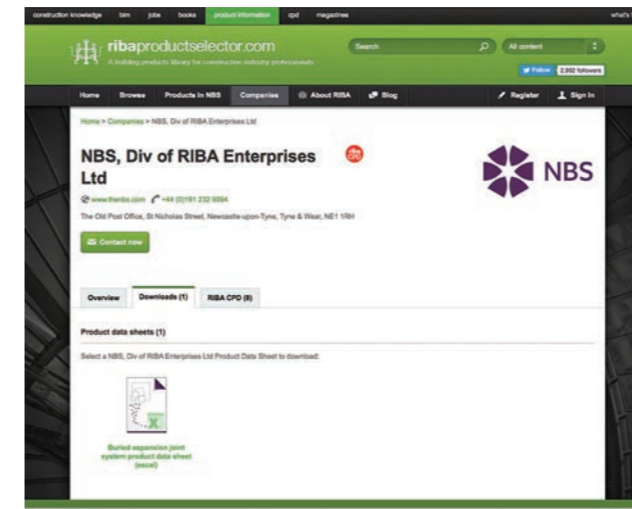 construction knowledge bim jobs books product information cpd magazines what's
ribaproductselector.com
A building products library for construction industry professionals
Search
All content
Follow 2,992 followers
Home Browse Products in NBS Companies About RIBA Blog Register Sign In
Home > Companies > NBS, Div of RIBA Enterprises Ltd
NBS, Div of RIBA Enterprises
Ltd
riba
CPD
NBS
www.thenbs.com +44 (0)191 232 9594
The Old Post Office, St Nicholas Street, Newcastle-upon-Tyne, Tyne & Wear, NE1 1RH
Contact now
Overview Downloads (1) RIBA CPD (8)
Product data sheets (1)
Select a NBS, Div of RIBA Enterprises Ltd Product Data Sheet to download:
Buried expansion joint
system product data sheet
(excel)